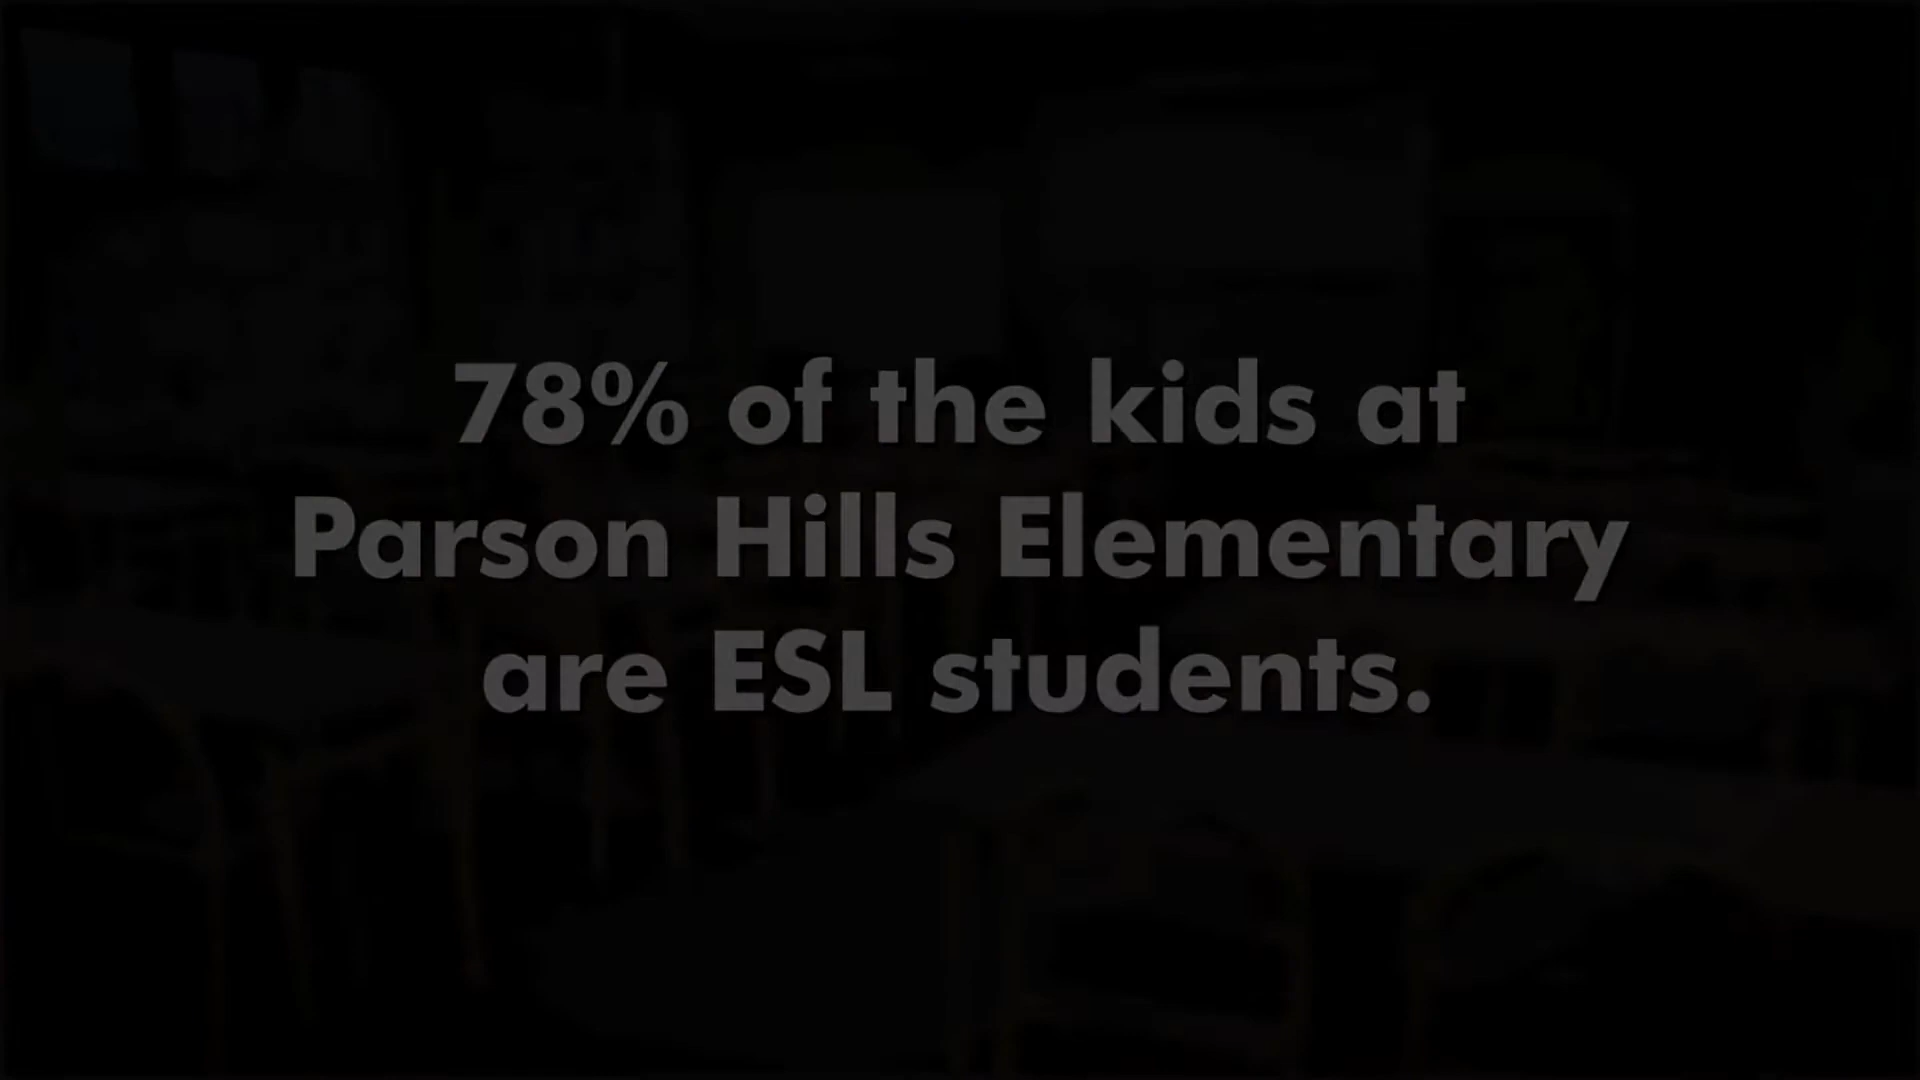 78% of the kids at
Parson Hills Elementary
are ESL students.